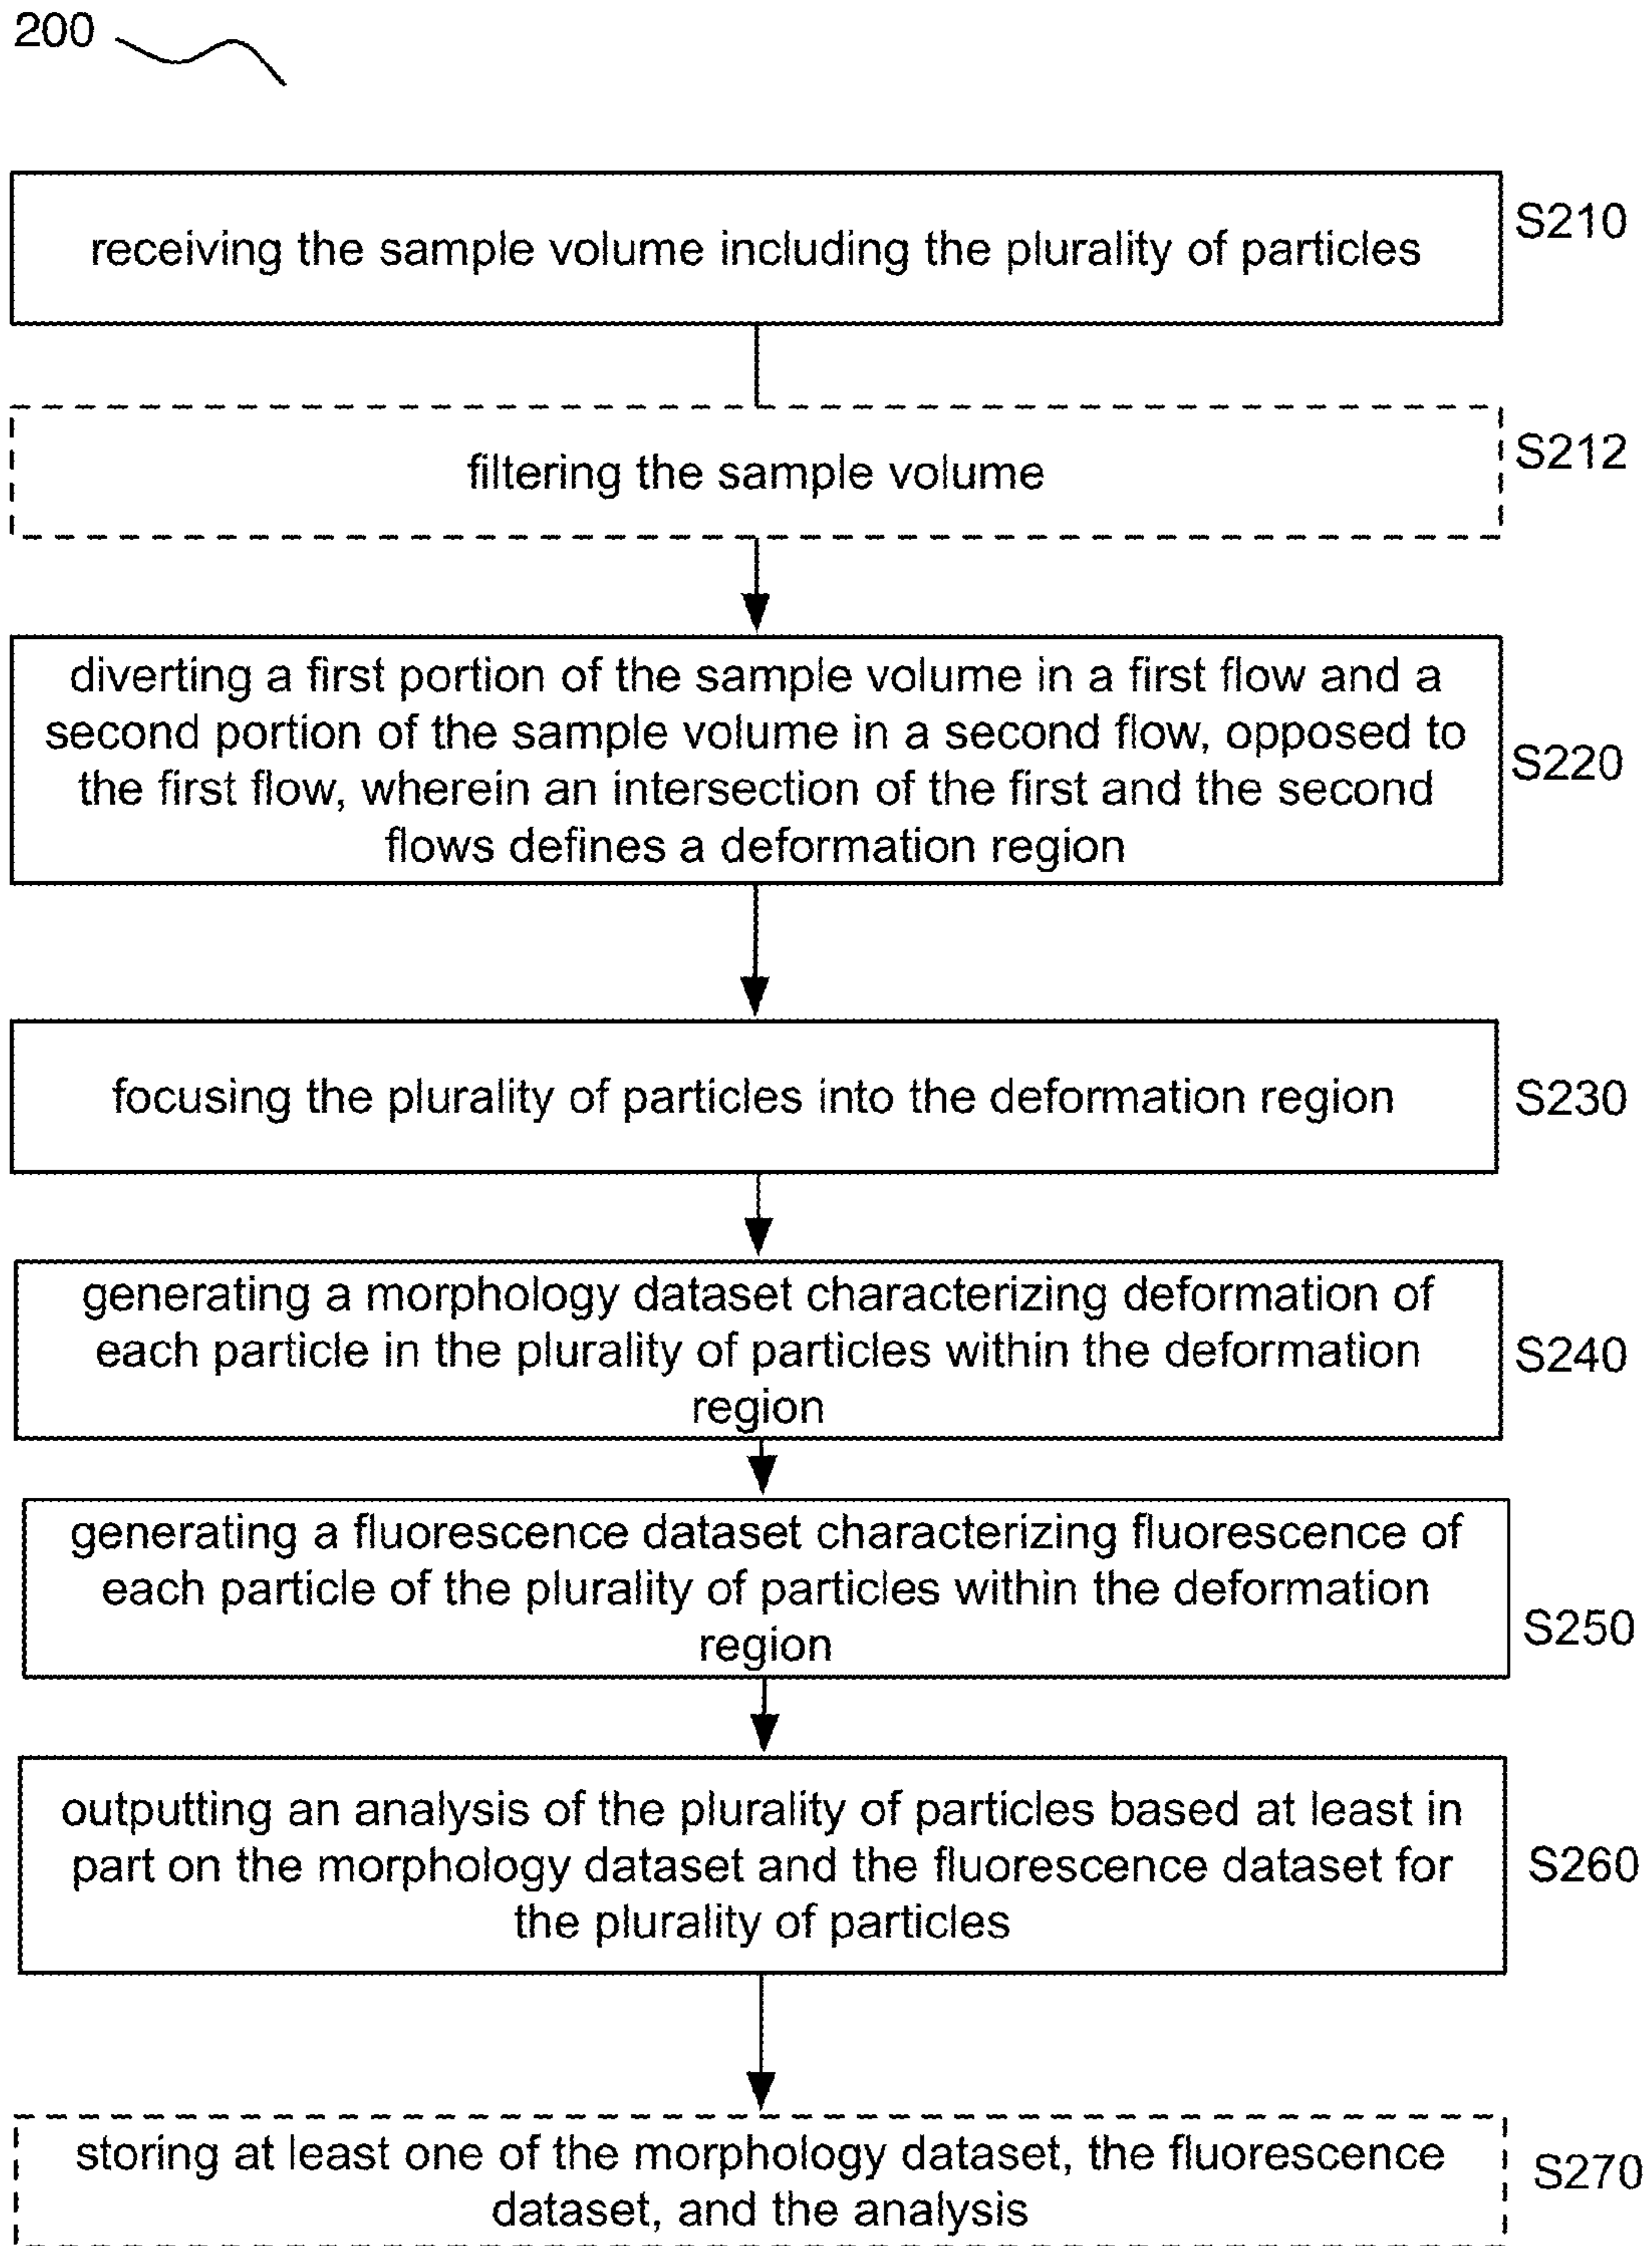 200
receiving the sample volume including the plurality of particles
S210
filtering the sample volume
S212
diverting a first portion of the sample volume in a first flow and a
second portion of the sample volume in a second flow, opposed to
the first flow, wherein an intersection of the first and the second
flows defines a deformation region
S220
focusing the plurality of particles into the deformation region
S230
generating a morphology dataset characterizing deformation of
each particle in the plurality of particles within the deformation
region
S240
generating a fluorescence dataset characterizing fluorescence of
each particle of the plurality of particles within the deformation
region
S250
outputting an analysis of the plurality of particles based at least in
part on the morphology dataset and the fluorescence dataset for
the plurality of particles
S260
storing at least one of the morphology dataset, the fluorescence
dataset, and the analysis
S270